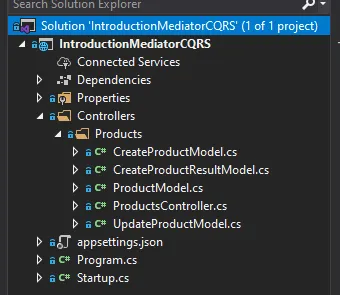 Search Solution Explorer
Solution 'IntroductionMediatorCQRS' (1 of 1 project)
IntroductionMediatorCQRS
Connected Services
Dependencies
Properties
Controllers
Products
C# CreateProductModel.cs
C# CreateProductResultModel.cs
C# ProductModel.cs
C# ProductsController.cs
C# UpdateProductModel.cs
appsettings.json
C# Program.cs
C# Startup.cs